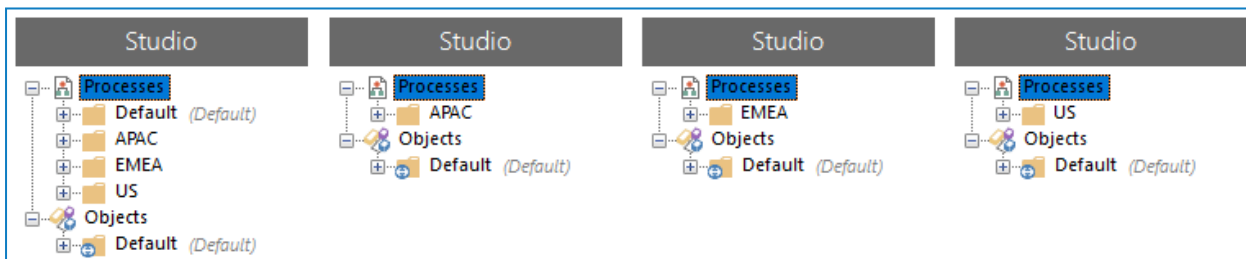 Studio
Processes
Default (Default)
APAC
EMEA
US
Objects
Default (Default)
Studio
Processes
APAC
Objects
Default (Default)
Studio
Processes
EMEA
Objects
Default (Default)
Studio
Processes
US
Objects
Default (Default)